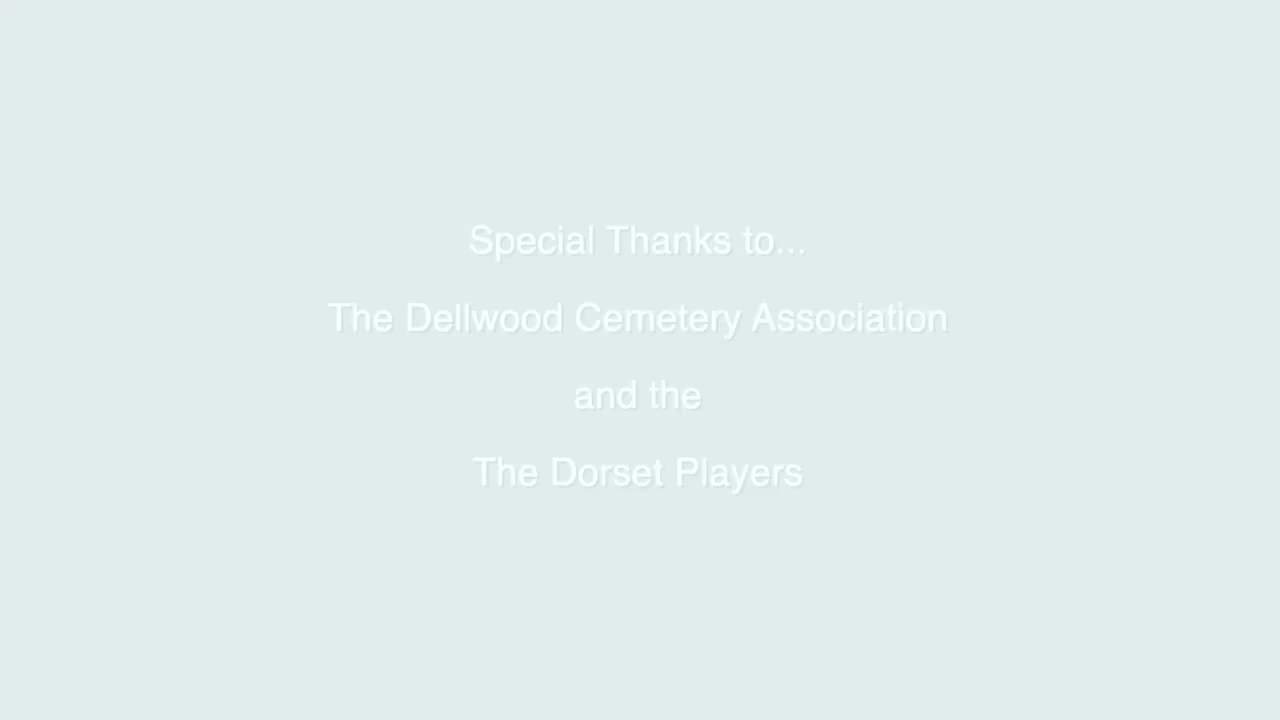 Special Thanks to...
The Dellwood Cemetery Association
and the
The Dorset Players